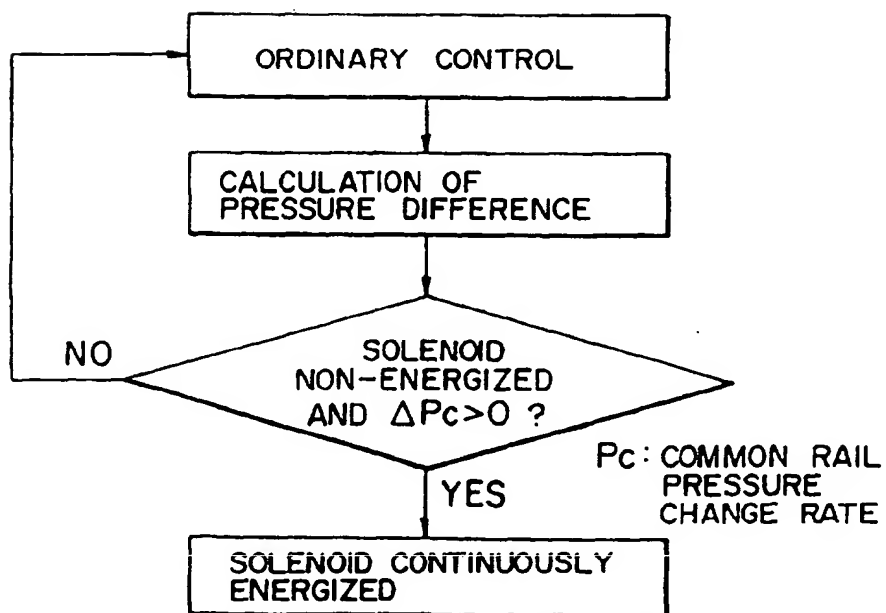 ORDINARY CONTROL
CALCULATION OF
PRESSURE DIFFERENCE
SOLENOID
NON-ENERGIZED
AND ΔPc>0 ?
NO
YES
Pc: COMMON RAIL
PRESSURE
CHANGE RATE
SOLENOID CONTINUOUSLY
ENERGIZED